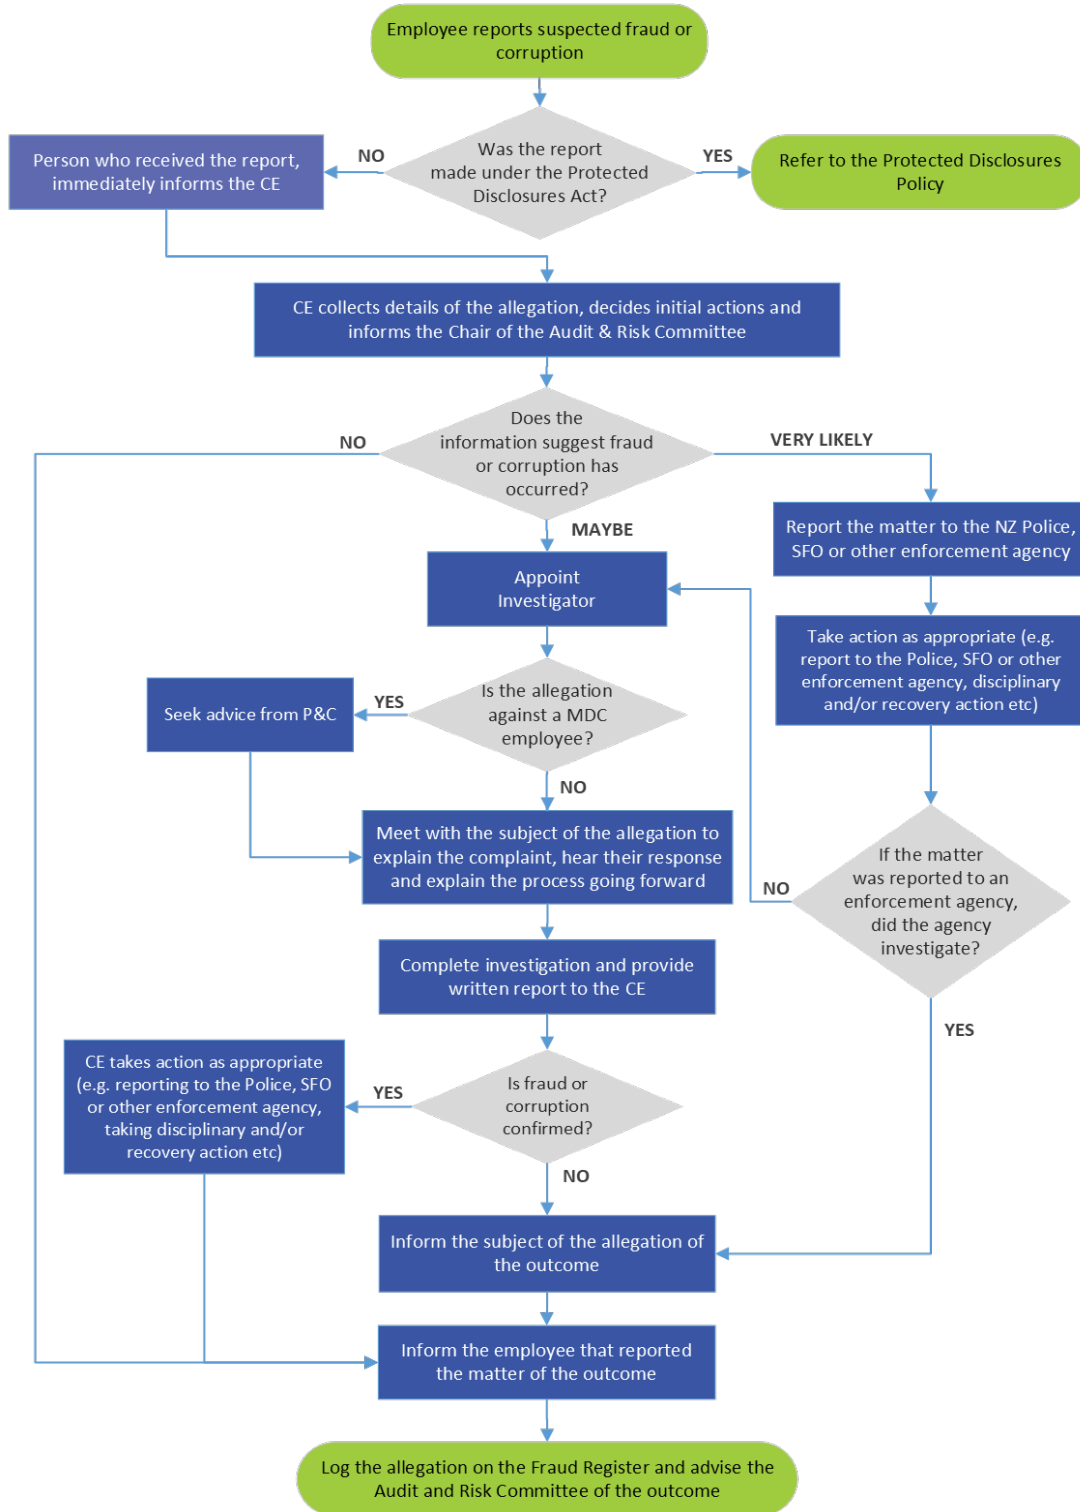 Employee reports suspected fraud or
corruption
Was the report
made under the Protected
Disclosures Act?
NO
YES
Person who received the report,
immediately informs the CE
Refer to the Protected Disclosures
Policy
CE collects details of the allegation, decides initial actions and
informs the Chair of the Audit & Risk Committee
Does the
information suggest fraud
or corruption has
occurred?
NO
VERY LIKELY
MAYBE
Report the matter to the NZ Police,
SFO or other enforcement agency
Appoint
Investigator
Take action as appropriate (e.g.
report to the Police, SFO or other
enforcement agency, disciplinary
and/or recovery action etc)
Is the allegation
against a MDC
employee?
YES
Seek advice from P&C
NO
Meet with the subject of the allegation to
explain the complaint, hear their response
and explain the process going forward
If the matter
was reported to an
enforcement agency,
did the agency
investigate?
NO
YES
Complete investigation and provide
written report to the CE
Is fraud or
corruption
confirmed?
YES
CE takes action as appropriate
(e.g. reporting to the Police, SFO
or other enforcement agency,
taking disciplinary and/or
recovery action etc)
NO
Inform the subject of the allegation of
the outcome
Inform the employee that reported
the matter of the outcome
Log the allegation on the Fraud Register and advise the
Audit and Risk Committee of the outcome